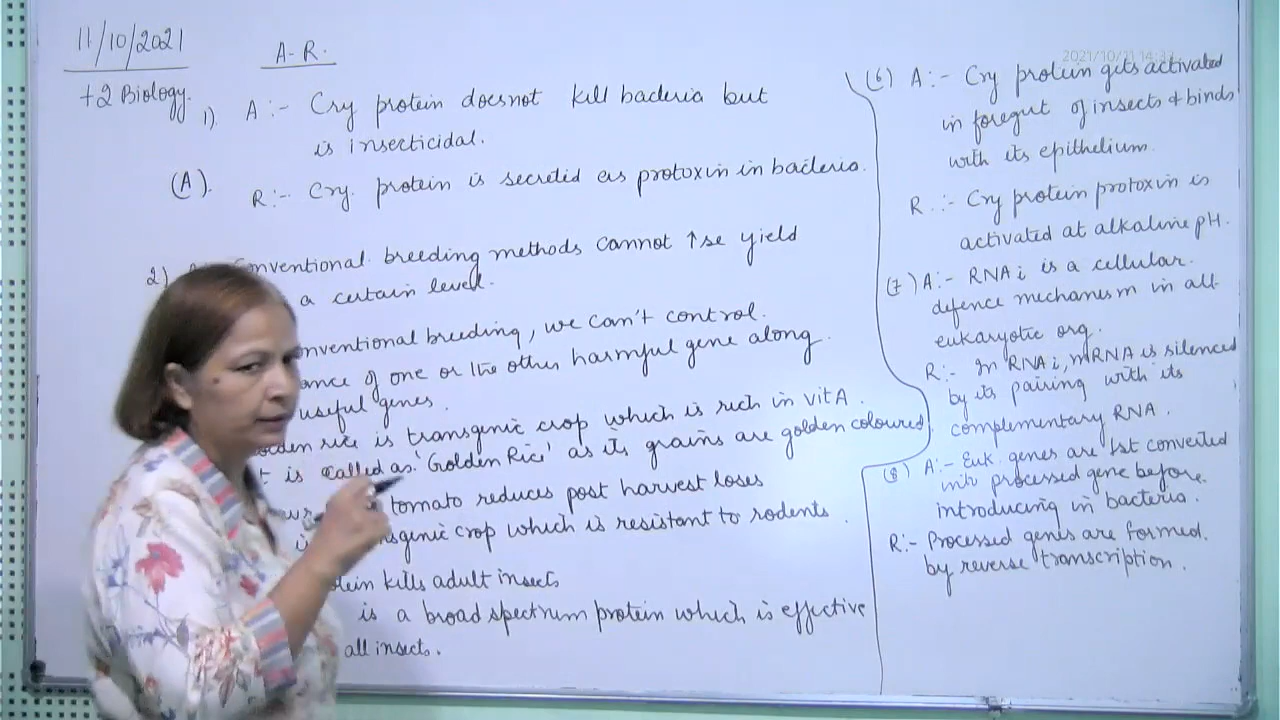 11/10/2021
A-R.
+2 Biology.
1). A:- Cry protein doesnot kill bacteria but
is insecticidal.
(A).
R:- Cry. protein is secreted as protoxin in bacteria.
2) Conventional breeding methods cannot ↑se yield
a certain level.
conventional breeding, we can't control.
of one or the other harmful gene along
useful genes.
rice is transgenic crop which is rich in vit A.
is called as 'Golden Rice' as its grains are golden coloured
tomato reduces post harvest loses
crop which is resistant to rodents.
kills adult insects
is a broad spectrum protein which is effective
all insects.
2021/10/11
(6) A:- Cry protein gets activated
in foregut of insects & binds
with its epithelium.
R:- Cry protein protoxin is
activated at alkaline pH.
(7) A:- RNA i is a cellular.
defence mechanism in all
eukaryotic org.
R:- In RNA i, mRNA is silenced
by its pairing with its
complementary RNA.
(8) A:- Euk. genes are 1st converted
into processed gene before
introducing in bacteria.
R:- Processed genes are formed.
by reverse transcription.